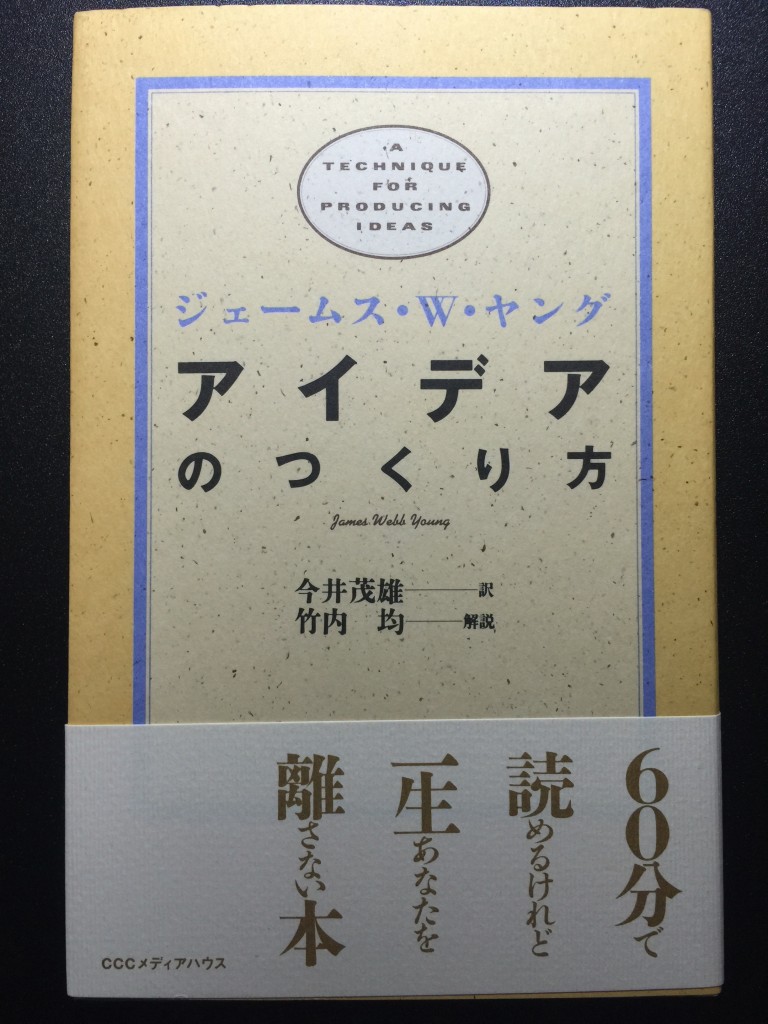 A
TECHNIQUE
FOR
PRODUCING
IDEAS
ジェームス・W・ヤング
アイデア
のつくり方
James Webb Young
今井茂雄――訳
竹内 均――解説
60分で
読めるけれど
一生あなたを
離さない本
CCCメディアハウス